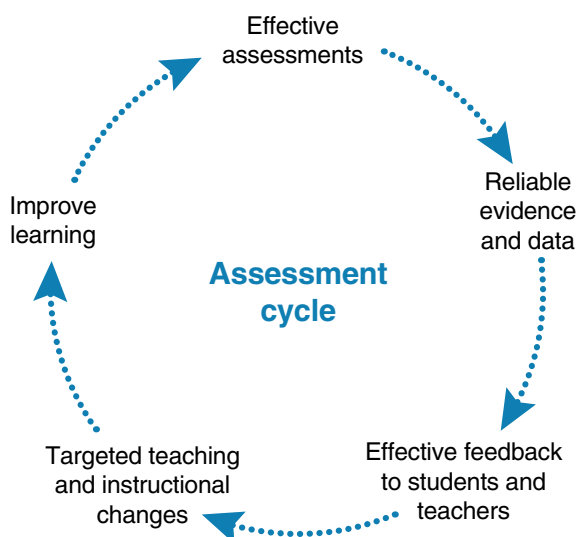 Effective
assessments
Reliable
evidence
and data
Effective feedback
to students and
teachers
Targeted teaching
and instructional
changes
Improve
learning
Assessment
cycle